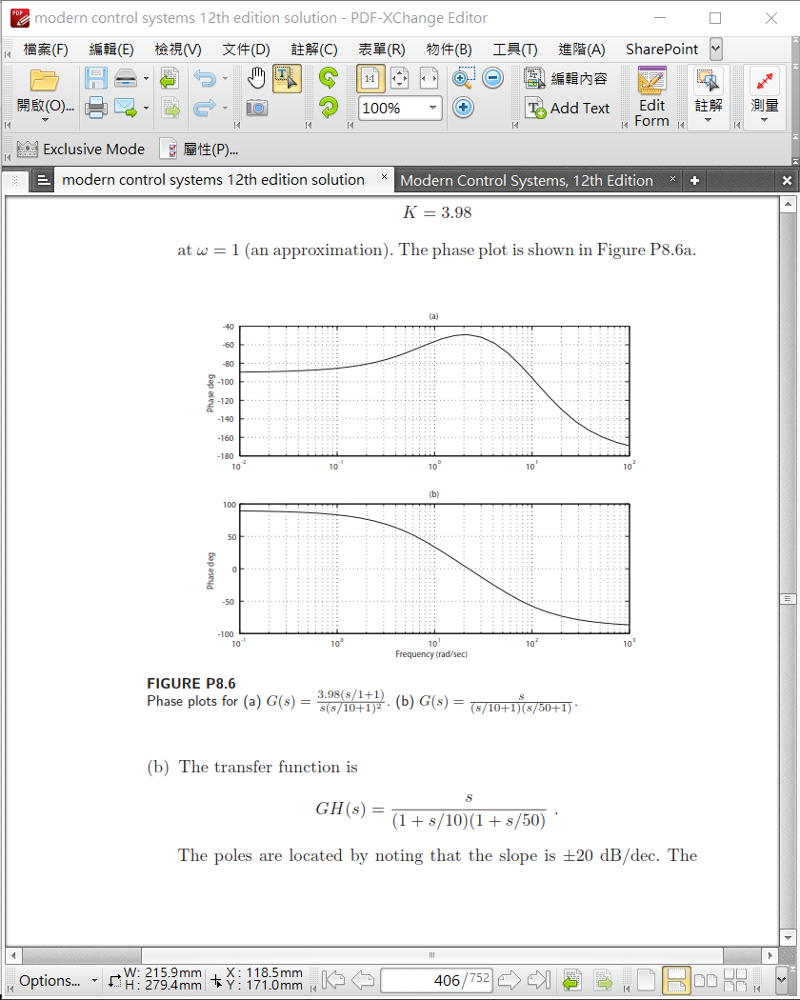 modern control systems 12th edition solution - PDF-XChange Editor
檔案(F) 編輯(E) 檢視(V) 文件(D) 註解(C) 表單(R) 物件(B) 工具(T) 進階(A) SharePoint
開啟(O)...
1:1
100%
編輯內容
Add Text
Edit Form
註解
測量
Exclusive Mode 屬性(P)...
modern control systems 12th edition solution × Modern Control Systems, 12th Edition ×
K = 3.98
at ω = 1 (an approximation). The phase plot is shown in Figure P8.6a.
(a)
Phase deg
-40
-60
-80
-100
-120
-140
-160
-180
10^-2 10^-1 10^0 10^1 10^2
(b)
Phase deg
100
50
0
-50
-100
10^-1 10^0 10^1 10^2 10^3
Frequency (rad/sec)
FIGURE P8.6
Phase plots for (a) G(s) = 3.98(s/1+1) / s(s/10+1)². (b) G(s) = s / (s/10+1)(s/50+1).
(b) The transfer function is
GH(s) = s / (1 + s/10)(1 + s/50) .
The poles are located by noting that the slope is ±20 dB/dec. The
Options... W: 215.9mm H: 279.4mm X: 118.5mm Y: 171.0mm 406/752